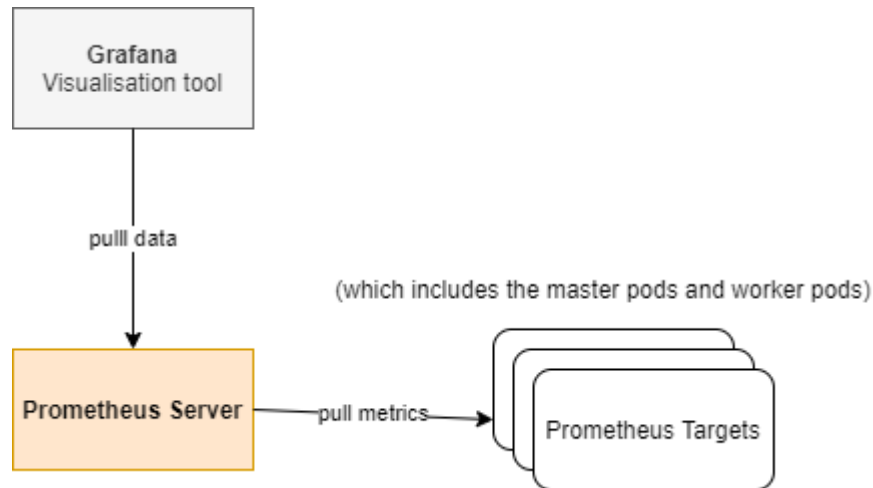 Grafana
Visualisation tool
pulll data
(which includes the master pods and worker pods)
Prometheus Server
pull metrics
Prometheus Targets